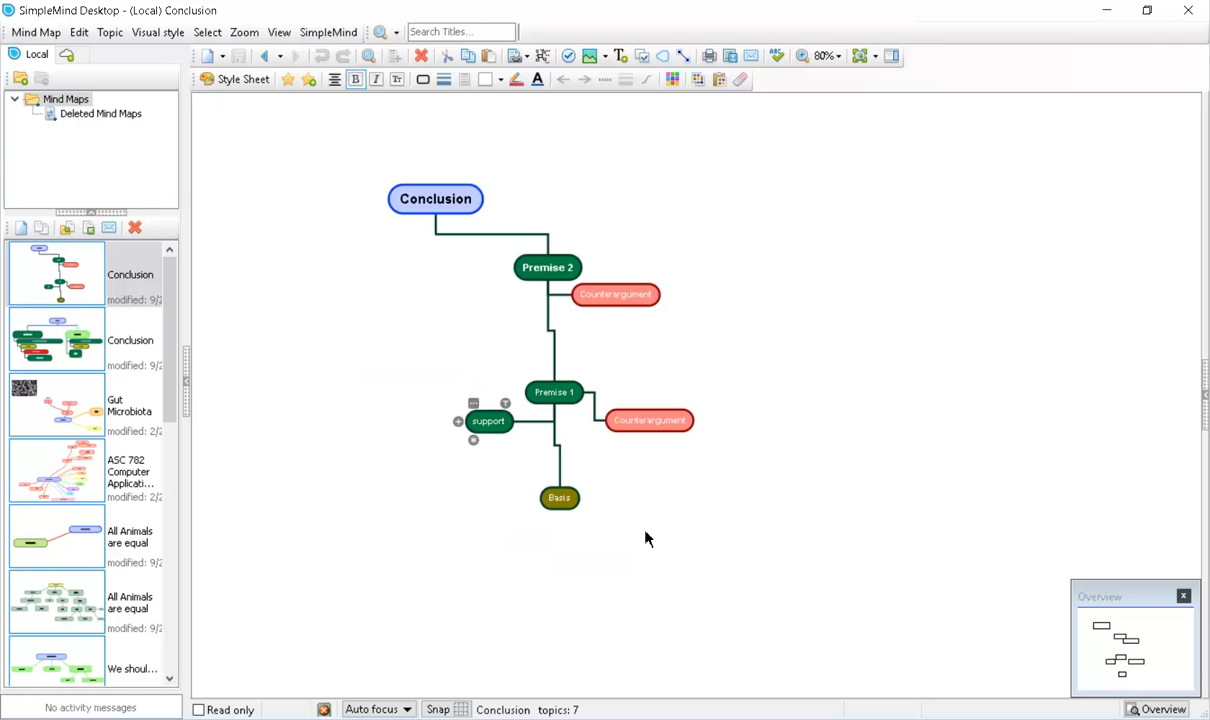 SimpleMind Desktop - (Local) Conclusion
Mind Map Edit Topic Visual style Select Zoom View SimpleMind Search Titles...
Local
80%
Style Sheet
B I Tr
Mind Maps
Deleted Mind Maps
Conclusion
modified: 9/2
Conclusion
modified: 9/2
Gut
Microbiota
modified: 2/2
ASC 782
Computer
Applicati...
modified: 2/2
All Animals
are equal
modified: 9/2
All Animals
are equal
modified: 9/2
We shoul...
Conclusion
Premise 2
Counterargument
Premise 1
support
Counterargument
Basis
Overview
No activity messages
Read only
Auto focus
Snap
Conclusion topics: 7
Overview